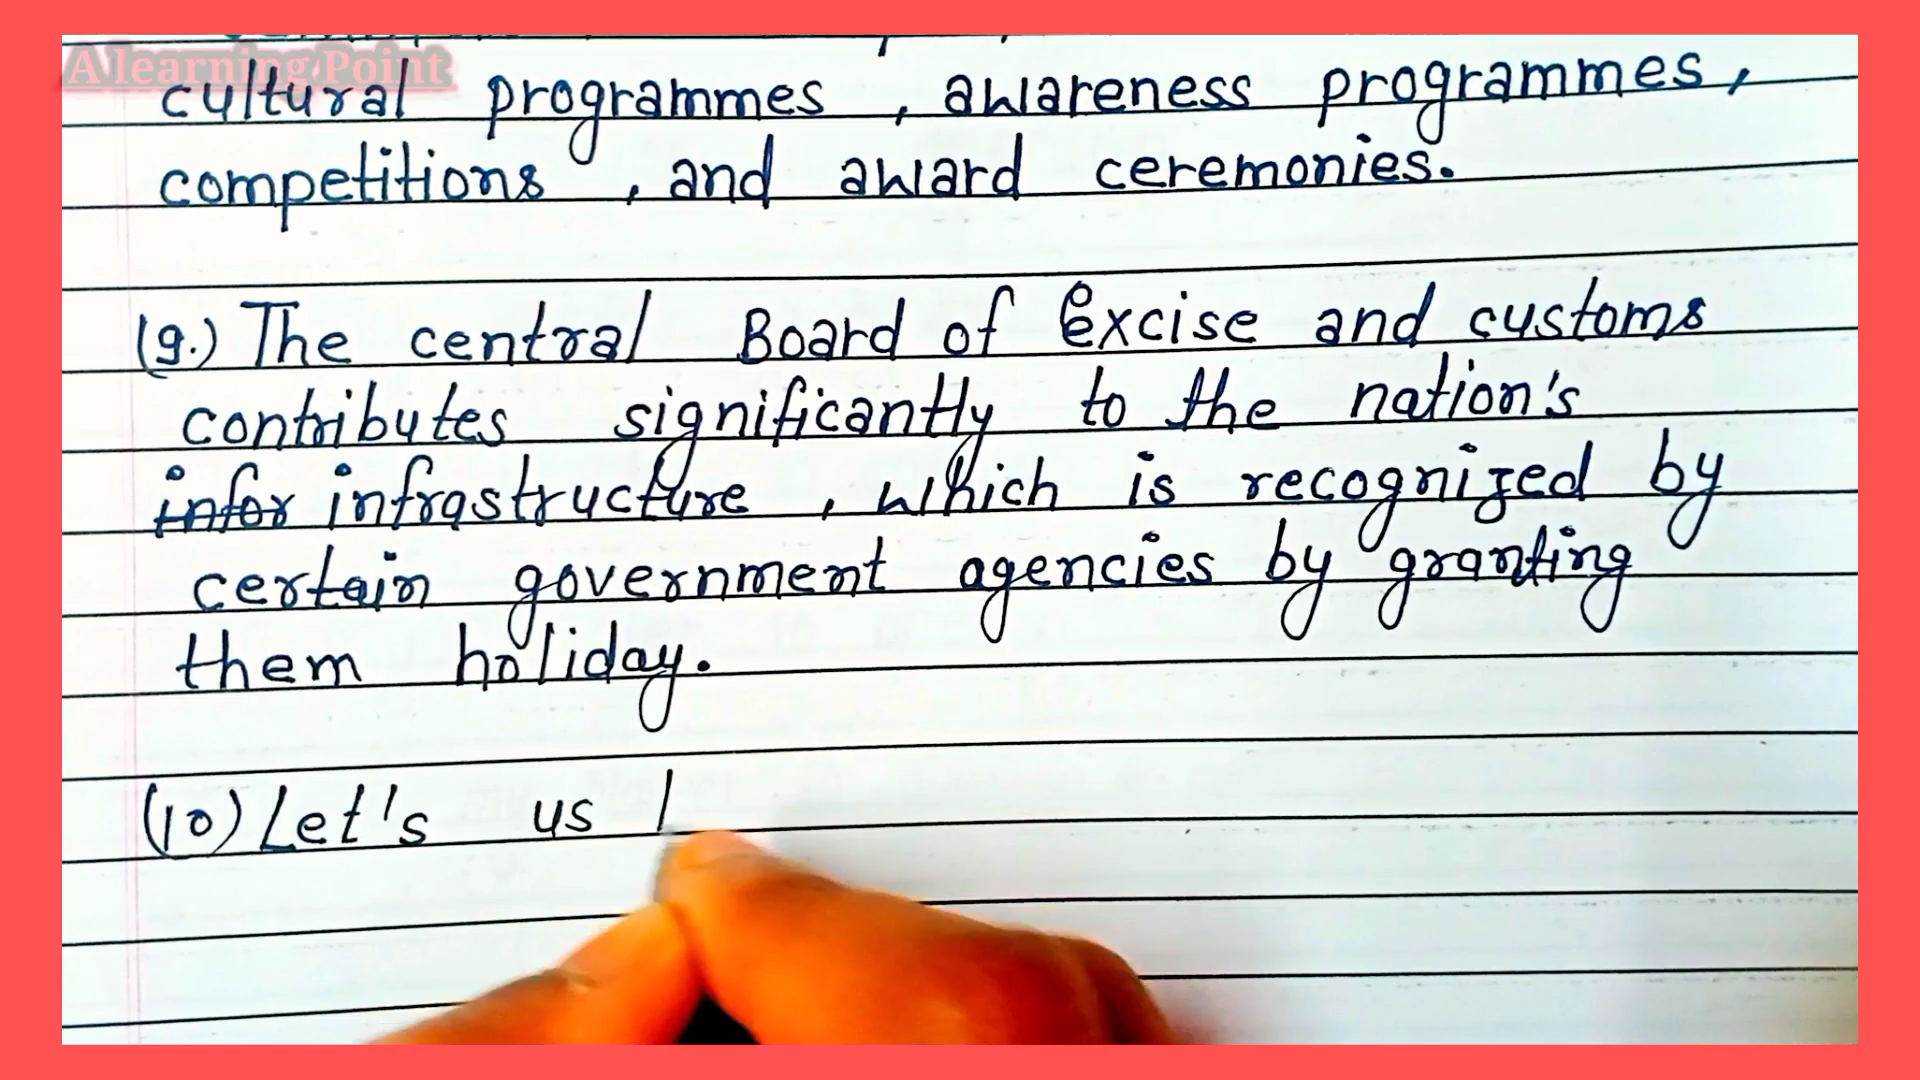 A learning Point
cultural programmes, awareness programmes,
competitions, and award ceremonies.
(9.) The central Board of Excise and customs
contributes significantly to the nation's
infor infrastructure, which is recognized by
certain government agencies by granting
them holiday.
(10) Let's us